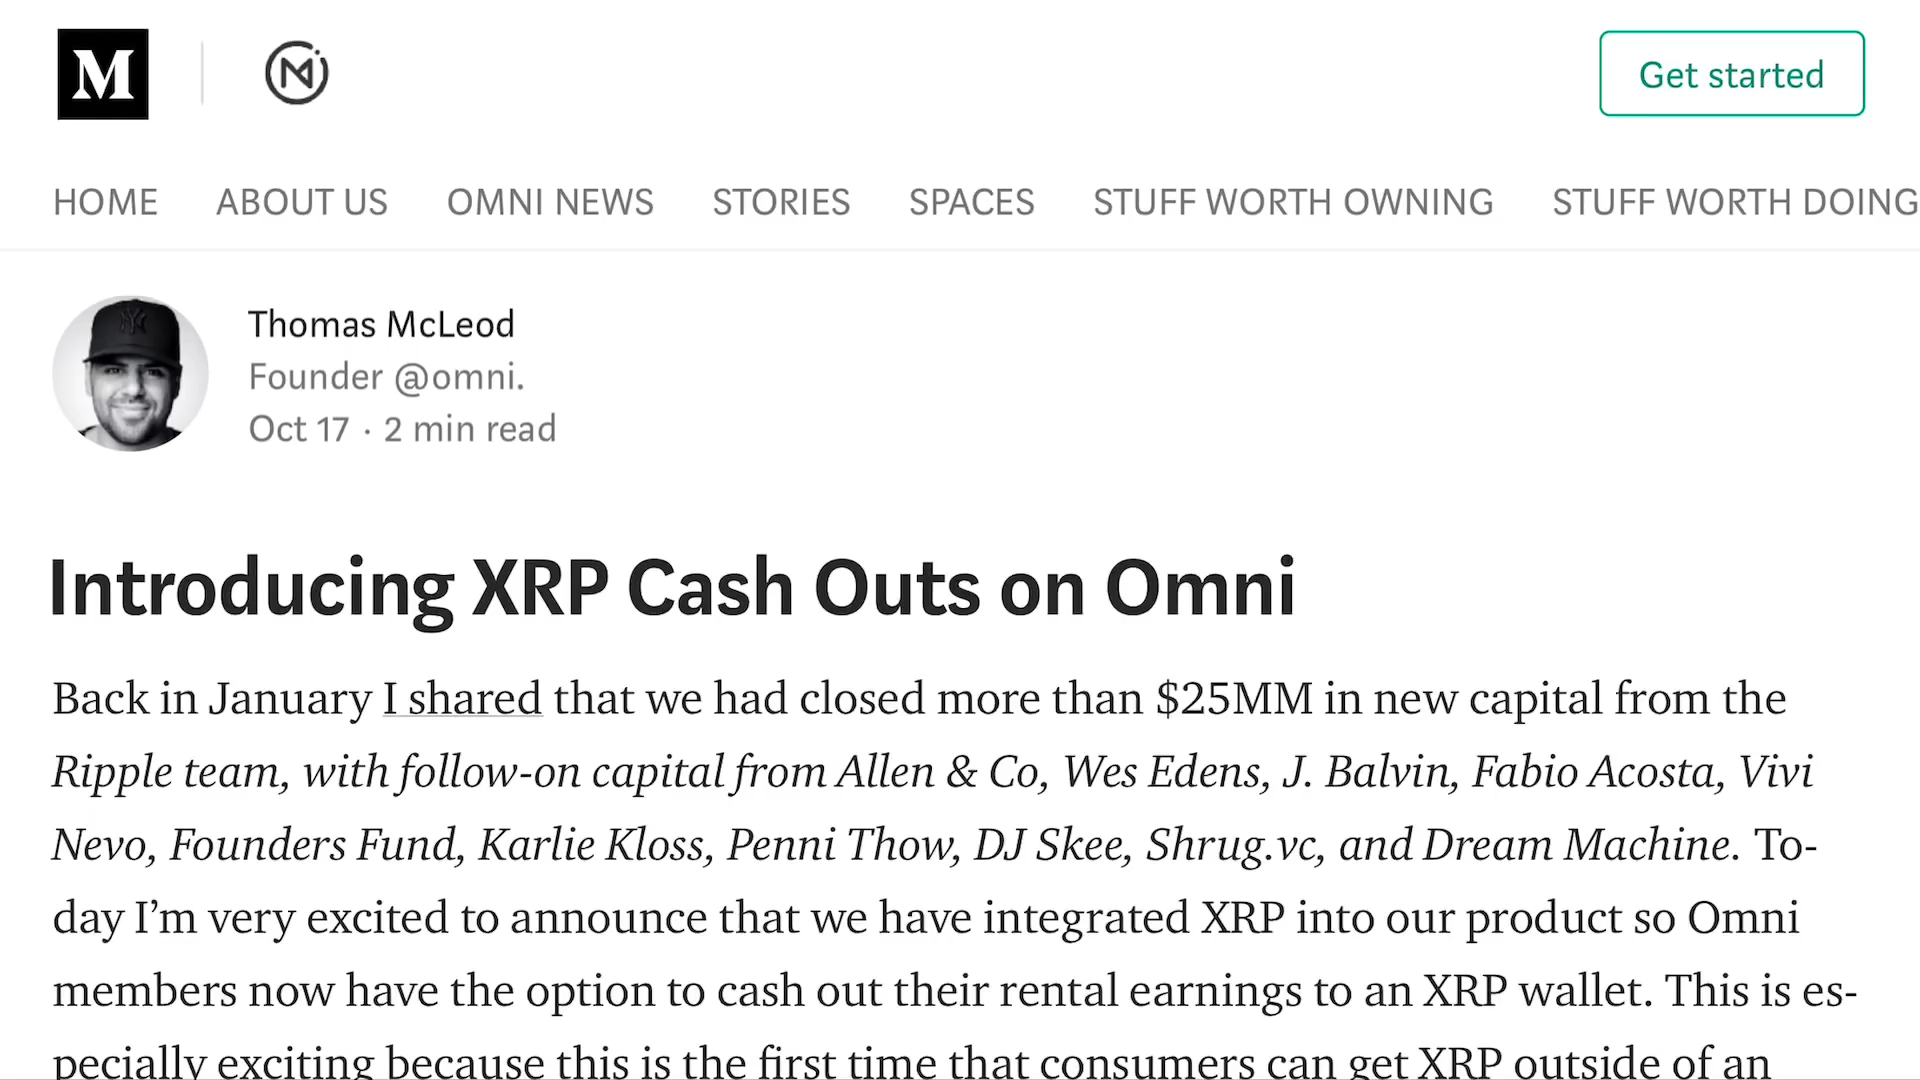 M
Get started
HOME ABOUT US OMNI NEWS STORIES SPACES STUFF WORTH OWNING STUFF WORTH DOING
Thomas McLeod
Founder @omni.
Oct 17 · 2 min read
Introducing XRP Cash Outs on Omni
Back in January I shared that we had closed more than $25MM in new capital from the
Ripple team, with follow-on capital from Allen & Co, Wes Edens, J. Balvin, Fabio Acosta, Vivi
Nevo, Founders Fund, Karlie Kloss, Penni Thow, DJ Skee, Shrug.vc, and Dream Machine. To-
day I’m very excited to announce that we have integrated XRP into our product so Omni
members now have the option to cash out their rental earnings to an XRP wallet. This is es-
pecially exciting because this is the first time that consumers can get XRP outside of an